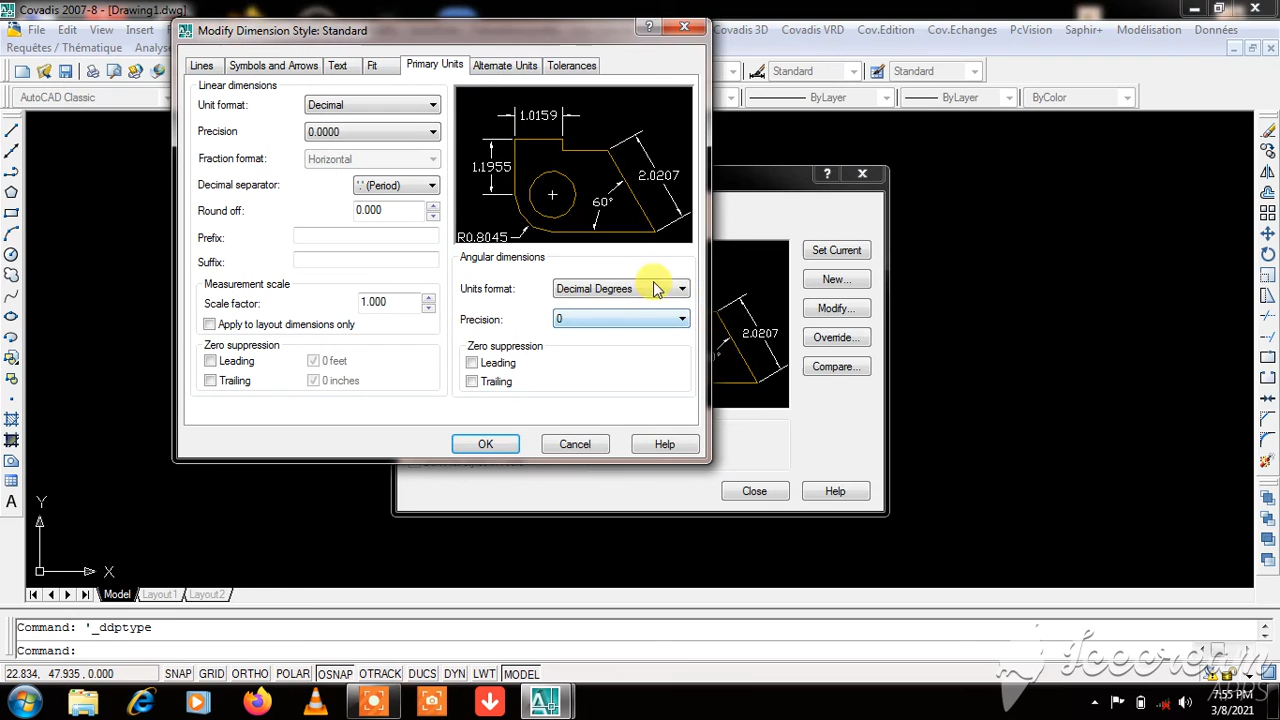 Covadis 2007-8 - [Drawing1.dwg]
File Edit View Insert
Covadis 3D Covadis VRD Cov.Edition Cov.Echanges PcVision Saphir+ Modélisation Données
Requêtes / Thématique
Standard Standard
AutoCAD Classic
ByLayer ByLayer ByColor
Modify Dimension Style: Standard
Lines Symbols and Arrows Text Fit Primary Units Alternate Units Tolerances
Linear dimensions
Unit format: Decimal
Precision 0.0000
Fraction format: Horizontal
Decimal separator: '.' (Period)
Round off: 0.000
Prefix:
Suffix:
Measurement scale
Scale factor: 1.000
Apply to layout dimensions only
Zero suppression
Leading 0 feet
Trailing 0 inches
1.0159
1.1955
2.0207
60°
R0.8045
Angular dimensions
Units format: Decimal Degrees
Precision: 0
Zero suppression
Leading
Trailing
OK Cancel Help
2.0207
Set Current
New...
Modify...
Override...
Compare...
Close Help
Y
X
Model Layout1 Layout2
Command: '_ddptype
Command:
22.834, 47.935, 0.000 SNAP GRID ORTHO POLAR OSNAP OTRACK DUCS DYN LWT MODEL
7:55 PM
3/8/2021